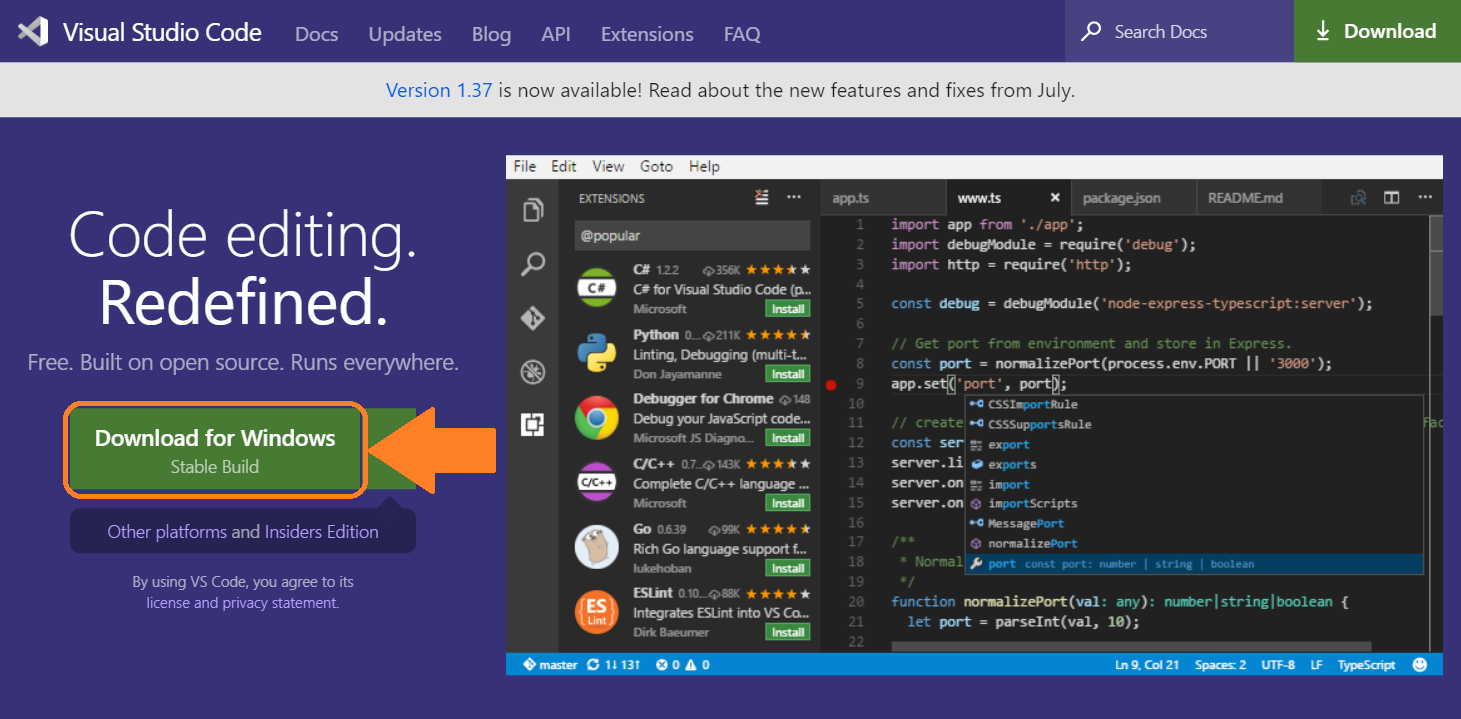 Visual Studio Code Docs Updates Blog API Extensions FAQ Search Docs Download
Version 1.37 is now available! Read about the new features and fixes from July.
Code editing.
Redefined.
Free. Built on open source. Runs everywhere.
Download for Windows
Stable Build
Other platforms and Insiders Edition
By using VS Code, you agree to its
license and privacy statement.
File Edit View Goto Help
EXTENSIONS
@popular
C# 1.2.2 356K
C# for Visual Studio Code (p...
Microsoft Install
Python 0... 211K
Linting, Debugging (multi-t...
Don Jayamanne Install
Debugger for Chrome 148
Debug your JavaScript code...
Microsoft JS Diagno... Install
C/C++ 0.7... 143K
Complete C/C++ language ...
Microsoft Install
Go 0.6.39 99K
Rich Go language support f...
lukehoban Install
ESLint 0.10... 88K
Integrates ESLint into VS Co...
Dirk Baeumer Install
C#
C/C++
ES
Lint
app.ts www.ts package.json README.md
1 import app from './app';
2 import debugModule = require('debug');
3 import http = require('http');
4
5 const debug = debugModule('node-express-typescript:server');
6
7 // Get port from environment and store in Express.
8 const port = normalizePort(process.env.PORT || '3000');
9 app.set('port', port);
10
11 // create
12 const ser
13 server.li
14 server.on
15 server.on
16
17 /**
18 * Normal
19 */
20 function normalizePort(val: any): number|string|boolean {
21 let port = parseInt(val, 10);
22
CSSImportRule
CSSSupportsRule
export
exports
import
importScripts
MessagePort
normalizePort
port const port: number | string | boolean
master 1↓ 13↑ 0 0 Ln 9, Col 21 Spaces: 2 UTF-8 LF TypeScript